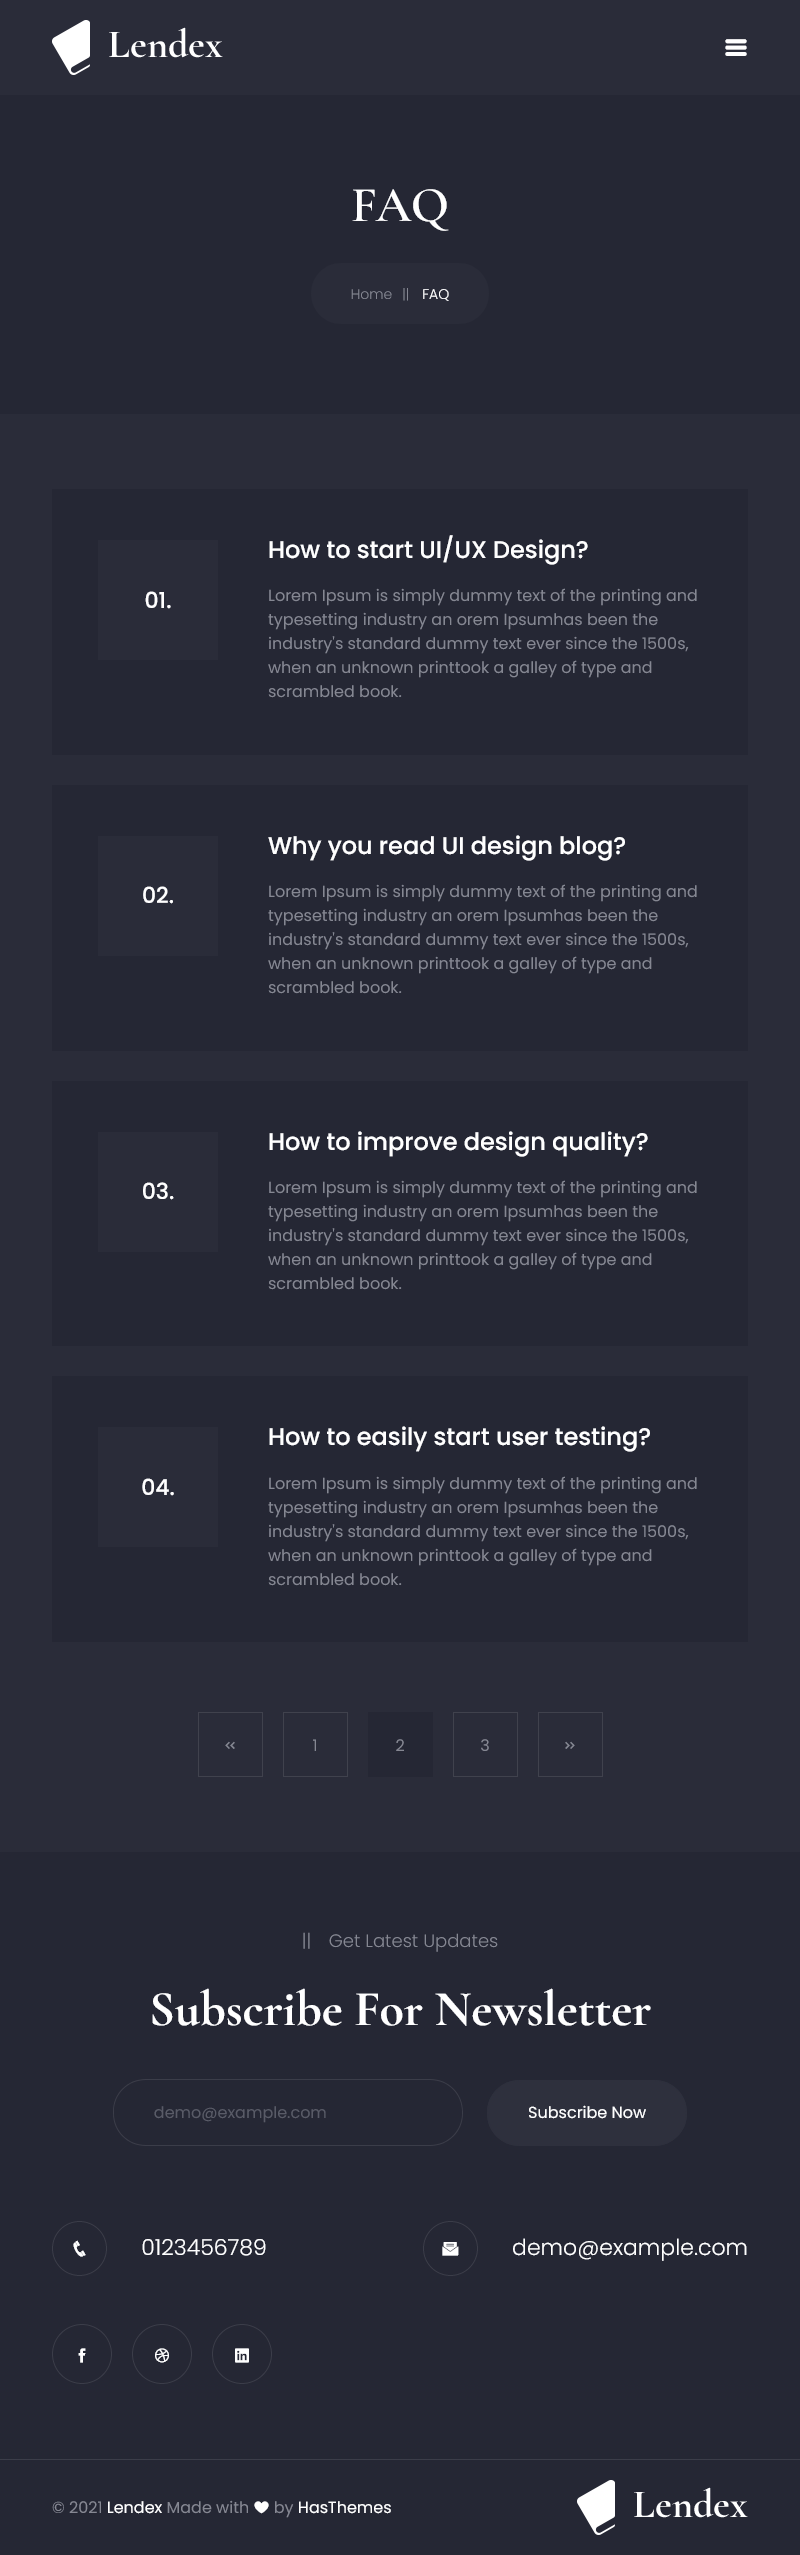 Lendex
FAQ
Home || FAQ
01.
How to start UI/UX Design?
Lorem Ipsum is simply dummy text of the printing and
typesetting industry an orem Ipsumhas been the
industry's standard dummy text ever since the 1500s,
when an unknown printtook a galley of type and
scrambled book.
02.
Why you read UI design blog?
Lorem Ipsum is simply dummy text of the printing and
typesetting industry an orem Ipsumhas been the
industry's standard dummy text ever since the 1500s,
when an unknown printtook a galley of type and
scrambled book.
03.
How to improve design quality?
Lorem Ipsum is simply dummy text of the printing and
typesetting industry an orem Ipsumhas been the
industry's standard dummy text ever since the 1500s,
when an unknown printtook a galley of type and
scrambled book.
04.
How to easily start user testing?
Lorem Ipsum is simply dummy text of the printing and
typesetting industry an orem Ipsumhas been the
industry's standard dummy text ever since the 1500s,
when an unknown printtook a galley of type and
scrambled book.
« 1 2 3 »
|| Get Latest Updates
Subscribe For Newsletter
demo@example.com
Subscribe Now
0123456789
demo@example.com
© 2021 Lendex Made with ♥ by HasThemes
Lendex